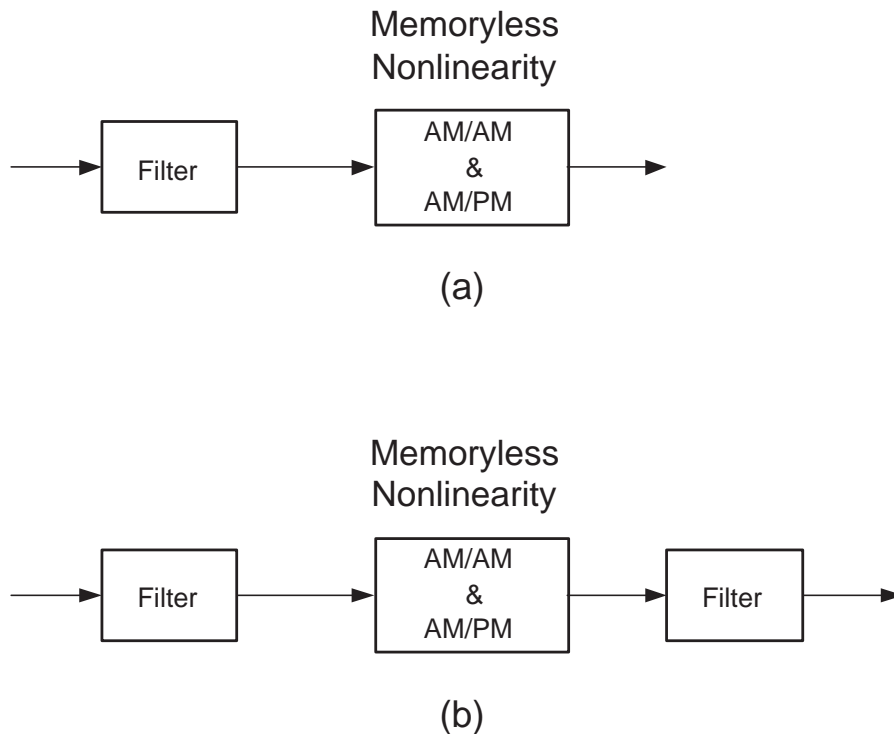 Memoryless
Nonlinearity
Filter
AM/AM
&
AM/PM
(a)
Memoryless
Nonlinearity
Filter
AM/AM
&
AM/PM
Filter
(b)